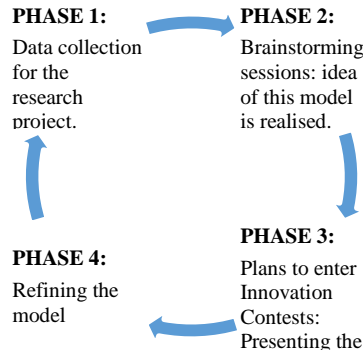 PHASE 1:
Data collection
for the
research
project.
PHASE 2:
Brainstorming
sessions: idea
of this model
is realised.
PHASE 3:
Plans to enter
Innovation
Contests:
Presenting the
PHASE 4:
Refining the
model